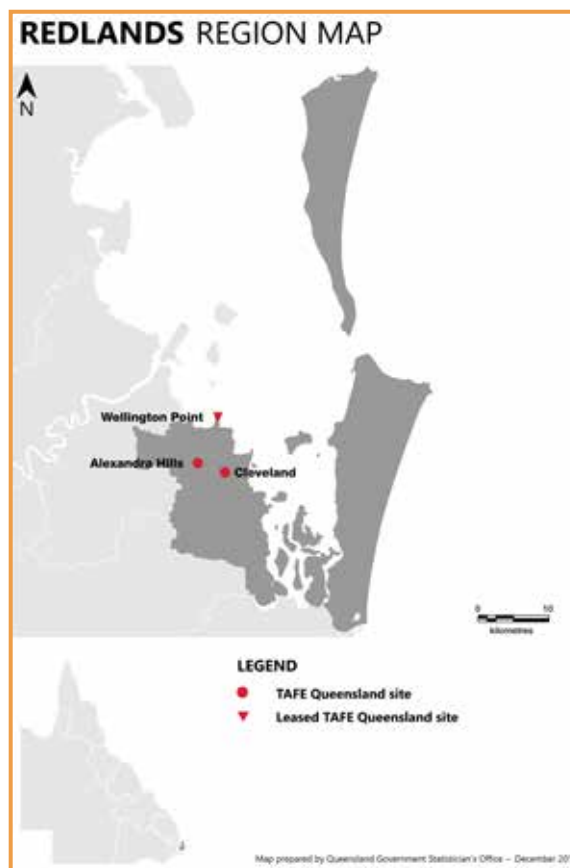 REDLANDS REGION MAP
N
Wellington Point
Alexandra Hills
Cleveland
0 10
kilometres
LEGEND
TAFE Queensland site
Leased TAFE Queensland site
Map prepared by Queensland Government Statistician's Office – December 20